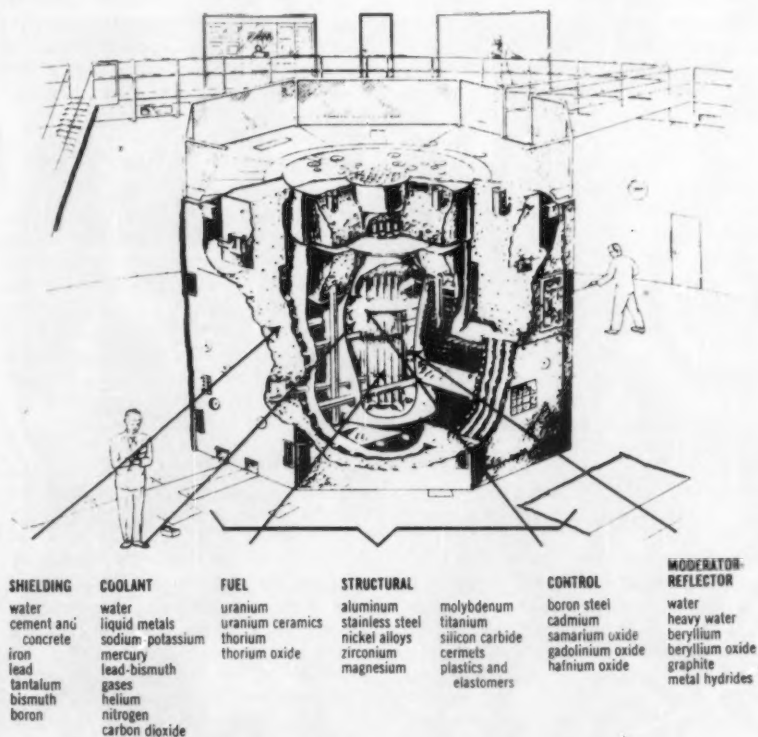 SHIELDING
water
cement and
concrete
iron
lead
tantalum
bismuth
boron
COOLANT
water
liquid metals
sodium-potassium
mercury
lead-bismuth
gases
helium
nitrogen
carbon dioxide
FUEL
uranium
uranium ceramics
thorium
thorium oxide
STRUCTURAL
aluminum
stainless steel
nickel alloys
zirconium
magnesium
molybdenum
titanium
silicon carbide
cermets
plastics and
elastomers
CONTROL
boron steel
cadmium
samarium oxide
gadolinium oxide
hafnium oxide
MODERATOR-
REFLECTOR
water
heavy water
beryllium
beryllium oxide
graphite
metal hydrides